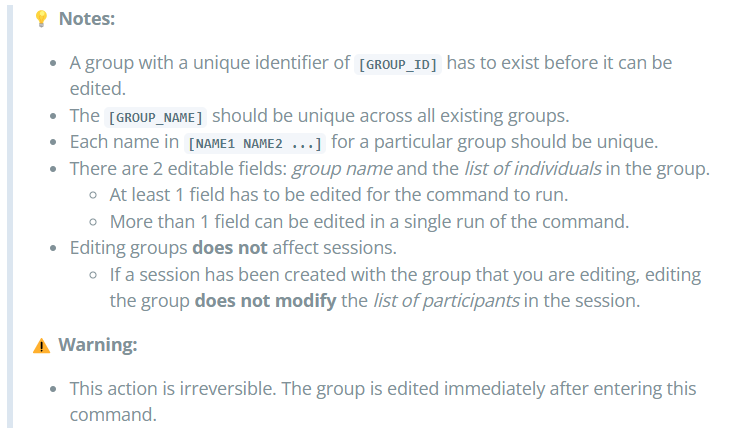 💡 Notes:
• A group with a unique identifier of [GROUP_ID] has to exist before it can be
edited.
• The [GROUP_NAME] should be unique across all existing groups.
• Each name in [NAME1 NAME2 ...] for a particular group should be unique.
• There are 2 editable fields: group name and the list of individuals in the group.
◦ At least 1 field has to be edited for the command to run.
◦ More than 1 field can be edited in a single run of the command.
• Editing groups does not affect sessions.
◦ If a session has been created with the group that you are editing, editing
the group does not modify the list of participants in the session.
⚠ Warning:
• This action is irreversible. The group is edited immediately after entering this
command.